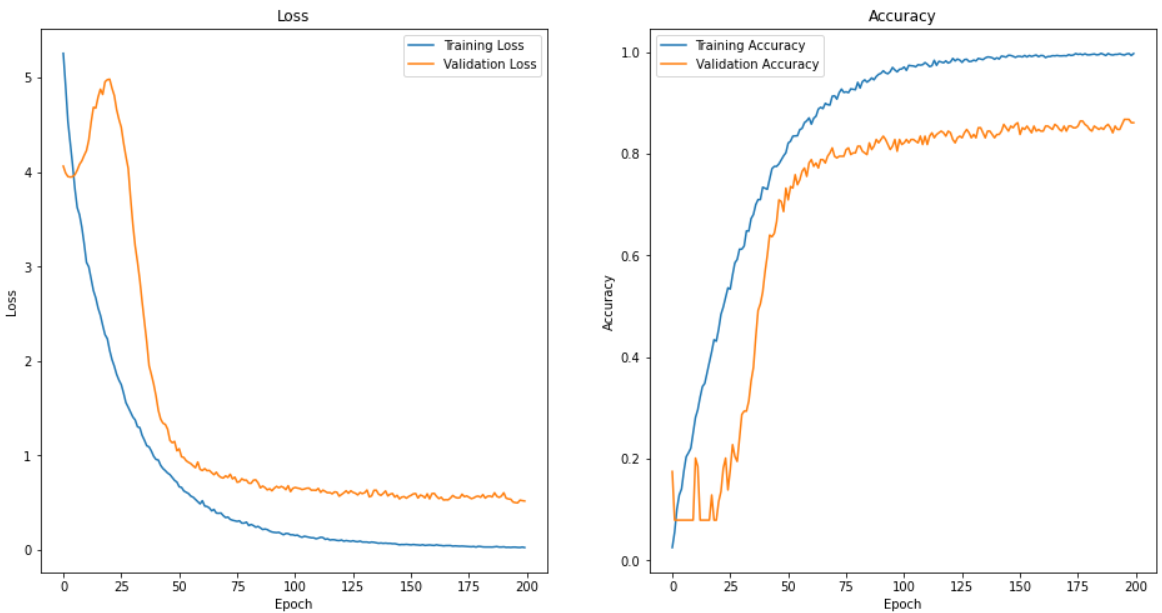 Loss
Training Loss
Validation Loss
5
4
3
2
1
0
Loss
0 25 50 75 100 125 150 175 200
Epoch
Accuracy
Training Accuracy
Validation Accuracy
1.0
0.8
0.6
0.4
0.2
0.0
Accuracy
0 25 50 75 100 125 150 175 200
Epoch